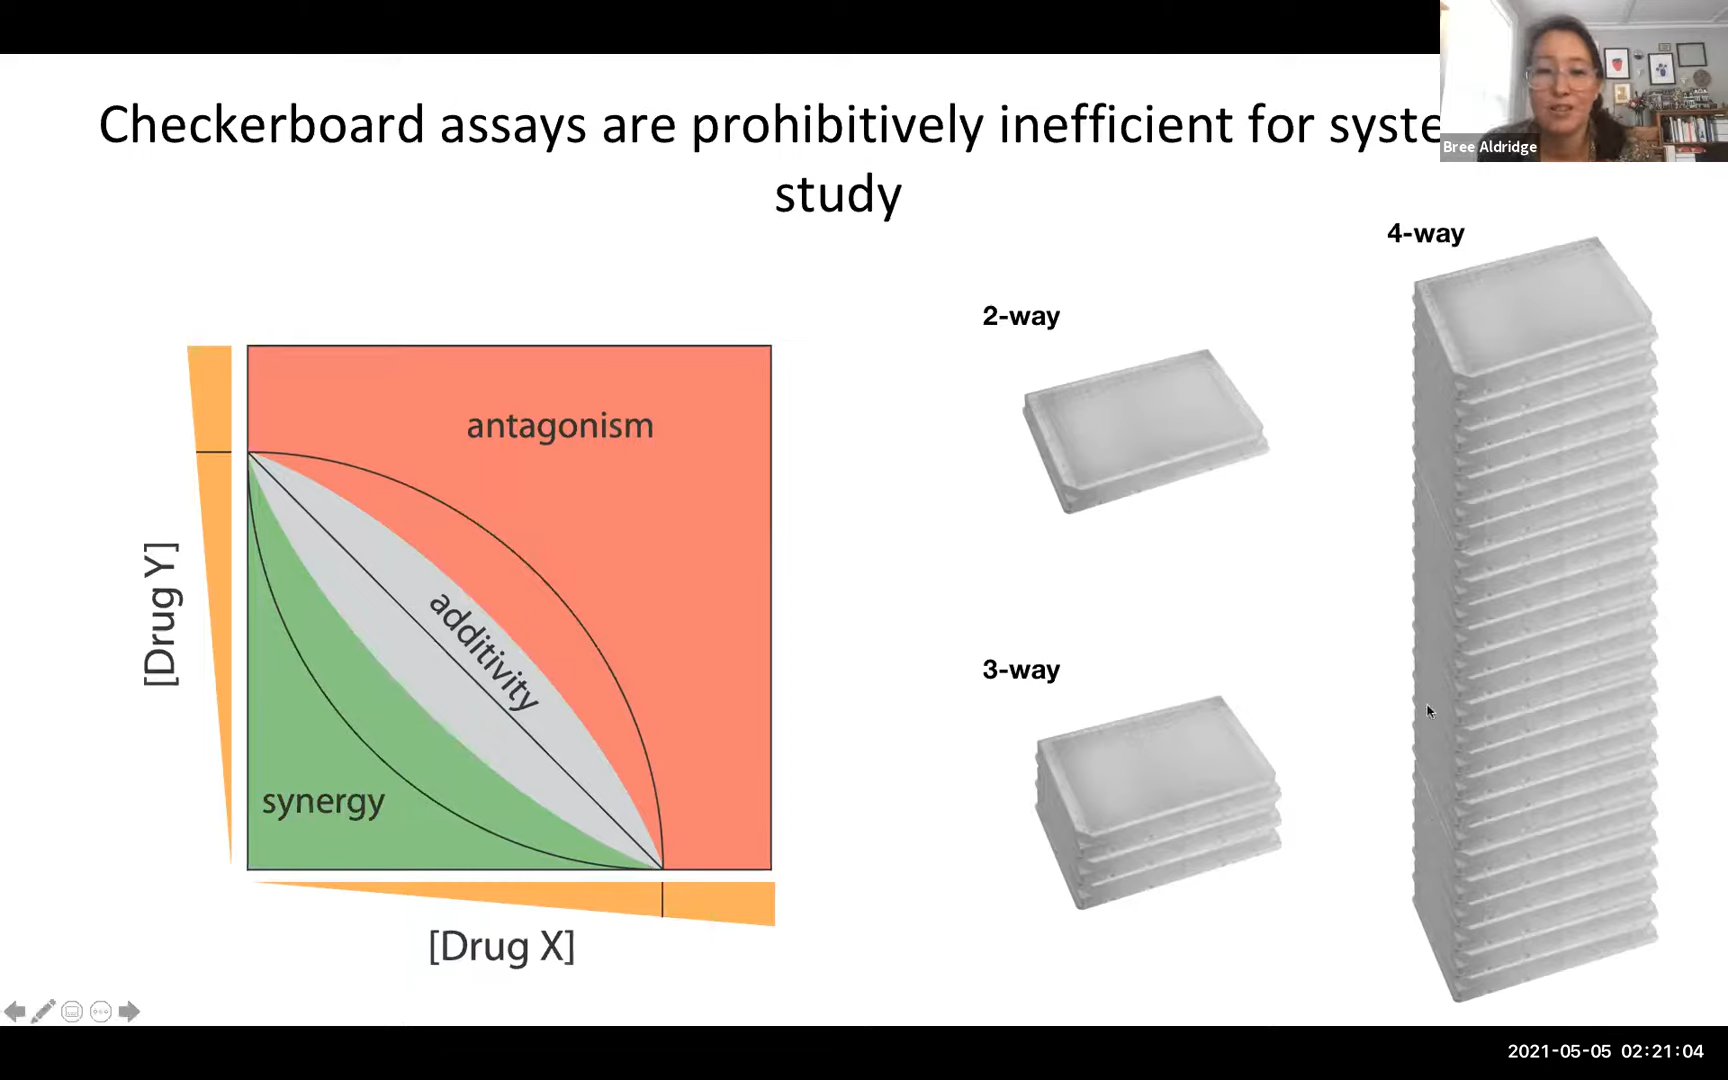 Checkerboard assays are prohibitively inefficient for
study
Bree Aldridge
4-way
2-way
antagonism
[Drug Y]
additivity
3-way
synergy
[Drug X]
2021-05-05 02:21:04